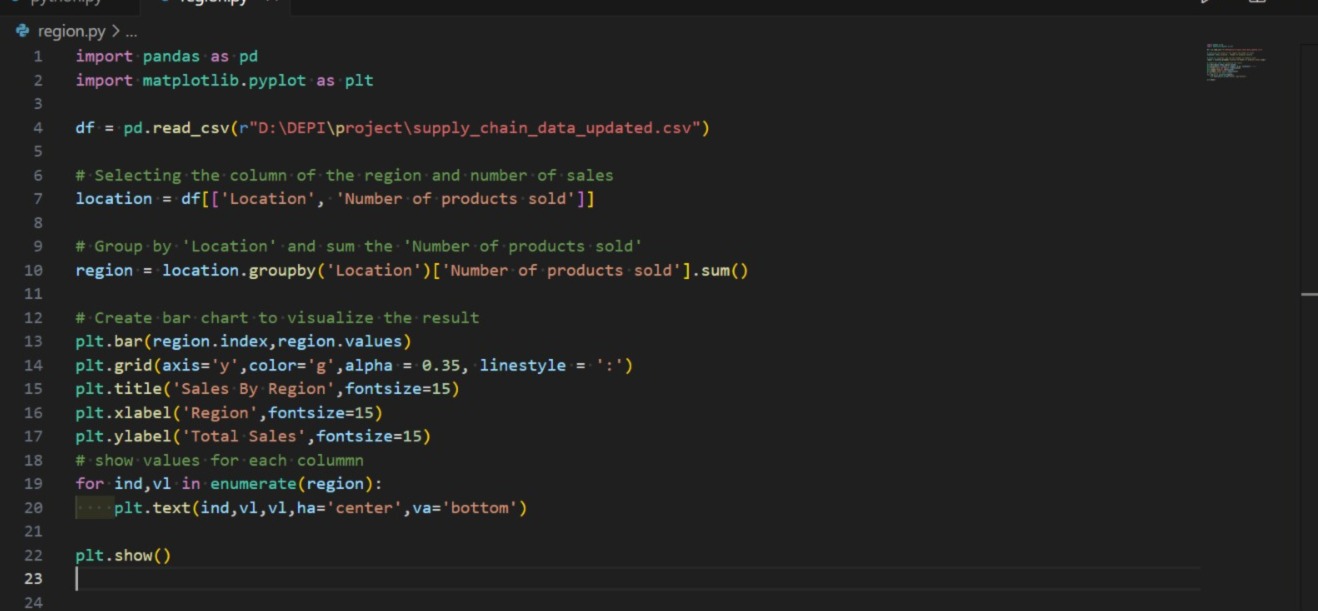 python.py region.py
region.py > ...
1 import pandas as pd
2 import matplotlib.pyplot as plt
3
4 df = pd.read_csv(r"D:\DEPI\project\supply_chain_data_updated.csv")
5
6 # Selecting the column of the region and number of sales
7 location = df[['Location', 'Number of products sold']]
8
9 # Group by 'Location' and sum the 'Number of products sold'
10 region = location.groupby('Location')['Number of products sold'].sum()
11
12 # Create bar chart to visualize the result
13 plt.bar(region.index,region.values)
14 plt.grid(axis='y',color='g',alpha = 0.35, linestyle = ':')
15 plt.title('Sales By Region',fontsize=15)
16 plt.xlabel('Region',fontsize=15)
17 plt.ylabel('Total Sales',fontsize=15)
18 # show values for each colummn
19 for ind,vl in enumerate(region):
20     plt.text(ind,vl,vl,ha='center',va='bottom')
21
22 plt.show()
23
24